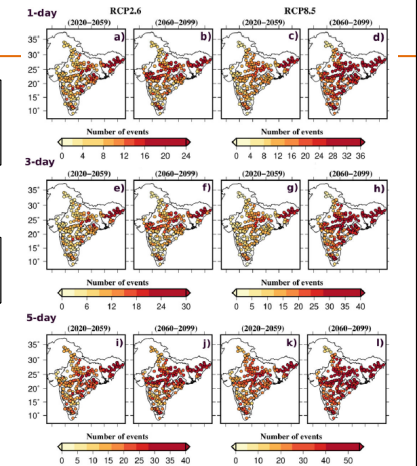 1-day
RCP2.6 RCP8.5
(2020−2059) (2060−2099) (2020−2059) (2060−2099)
a) b) c) d)
35˚
30˚
25˚
20˚
15˚
10˚
Number of events Number of events
0 4 8 12 16 20 24 0 4 8 12 16 20 24 28 32 36
3-day
(2020−2059) (2060−2099) (2020−2059) (2060−2099)
e) f) g) h)
35˚
30˚
25˚
20˚
15˚
10˚
Number of events Number of events
0 6 12 18 24 30 0 5 10 15 20 25 30 35 40
5-day
(2020−2059) (2060−2099) (2020−2059) (2060−2099)
i) j) k) l)
35˚
30˚
25˚
20˚
15˚
10˚
Number of events Number of events
0 5 10 15 20 25 30 35 40 0 10 20 30 40 50